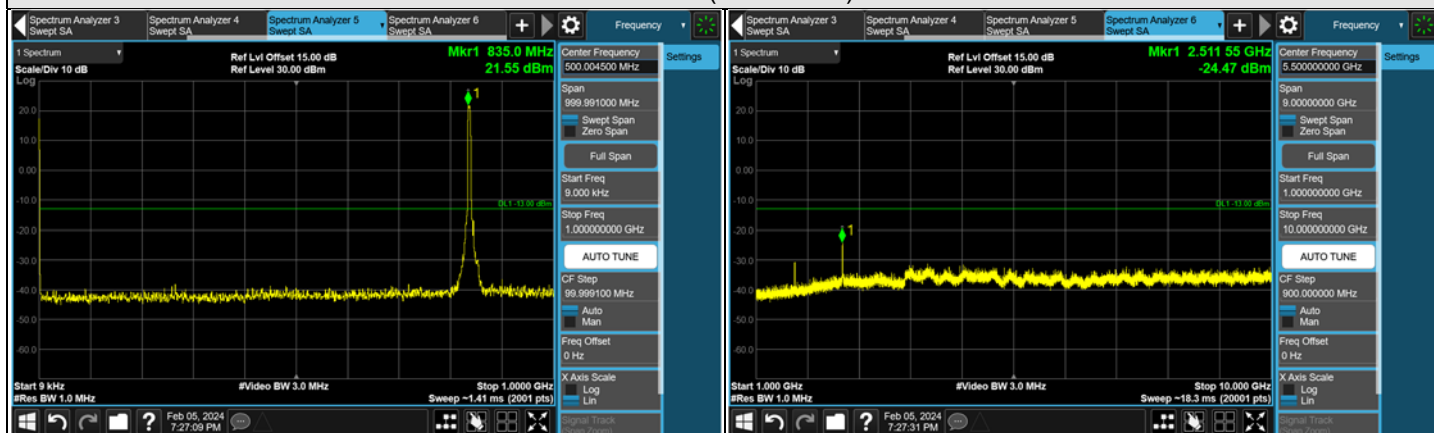 Spectrum Analyzer 3
Swept SA
Spectrum Analyzer 4
Swept SA
Spectrum Analyzer 5
Swept SA
Spectrum Analyzer 6
Swept SA
Frequency
1 Spectrum
Scale/Div 10 dB
Log
Ref Lvl Offset 15.00 dB
Ref Level 30.00 dBm
Mkr1 835.0 MHz
21.55 dBm
1
20.0
10.0
0.00
-10.0
-20.0
-30.0
-40.0
-50.0
-60.0
DL1 -13.00 dBm
Start 9 kHz
#Res BW 1.0 MHz
#Video BW 3.0 MHz
Stop 1.0000 GHz
Sweep ~1.41 ms (2001 pts)
Center Frequency
500.004500 MHz
Settings
Span
999.991000 MHz
Swept Span
Zero Span
Full Span
Start Freq
9.000 kHz
Stop Freq
1.000000000 GHz
AUTO TUNE
CF Step
99.999100 MHz
Auto
Man
Freq Offset
0 Hz
X Axis Scale
Log
Lin
Signal Track
(Span Zoom)
?
Feb 05, 2024
7:27:09 PM
Spectrum Analyzer 3
Swept SA
Spectrum Analyzer 4
Swept SA
Spectrum Analyzer 5
Swept SA
Spectrum Analyzer 6
Swept SA
Frequency
1 Spectrum
Scale/Div 10 dB
Log
Ref Lvl Offset 15.00 dB
Ref Level 30.00 dBm
Mkr1 2.511 55 GHz
-24.47 dBm
1
20.0
10.0
0.00
-10.0
-20.0
-30.0
-40.0
-50.0
-60.0
DL1 -13.00 dBm
Start 1.000 GHz
#Res BW 1.0 MHz
#Video BW 3.0 MHz
Stop 10.000 GHz
Sweep ~18.3 ms (20001 pts)
Center Frequency
5.500000000 GHz
Settings
Span
9.00000000 GHz
Swept Span
Zero Span
Full Span
Start Freq
1.000000000 GHz
Stop Freq
10.000000000 GHz
AUTO TUNE
CF Step
900.000000 MHz
Auto
Man
Freq Offset
0 Hz
X Axis Scale
Log
Lin
Signal Track
(Span Zoom)
?
Feb 05, 2024
7:27:31 PM